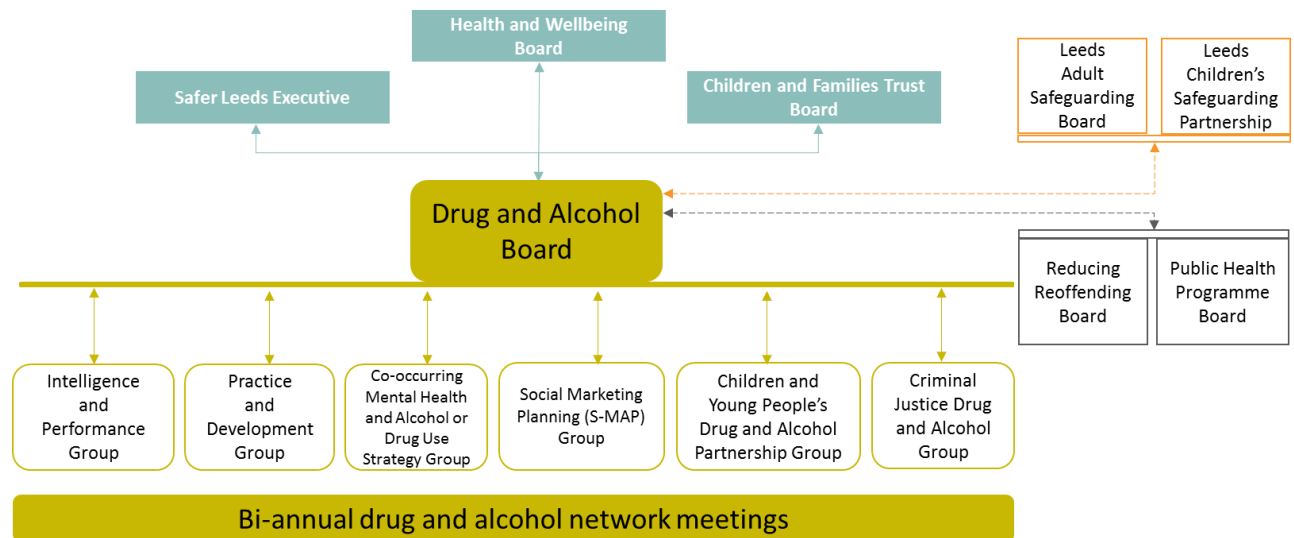 Health and Wellbeing
Board
Safer Leeds Executive
Children and Families Trust
Board
Leeds
Adult
Safeguarding
Board
Leeds
Children’s
Safeguarding
Partnership
Drug and Alcohol
Board
Reducing
Reoffending
Board
Public Health
Programme
Board
Intelligence
and
Performance
Group
Practice
and
Development
Group
Co-occurring
Mental Health
and Alcohol or
Drug Use
Strategy Group
Social Marketing
Planning (S-MAP)
Group
Children and
Young People’s
Drug and Alcohol
Partnership Group
Criminal
Justice Drug
and Alcohol
Group
Bi-annual drug and alcohol network meetings